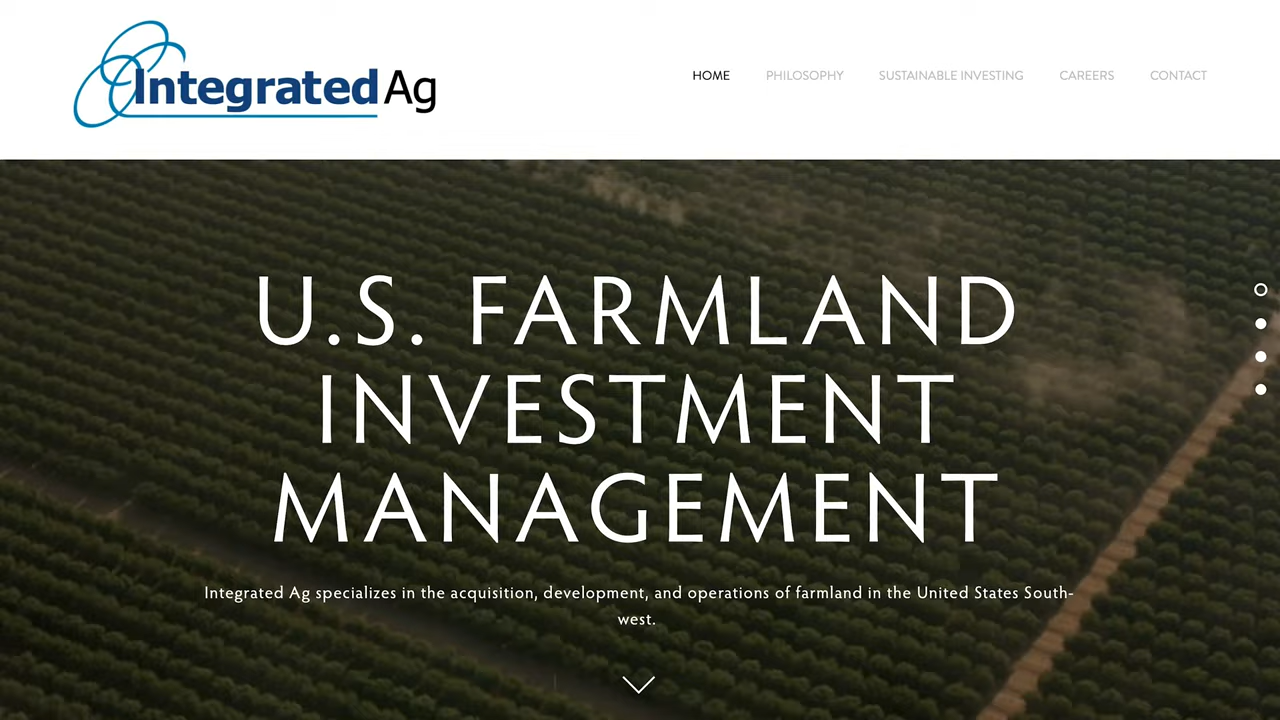 Integrated Ag
HOME PHILOSOPHY SUSTAINABLE INVESTING CAREERS CONTACT
U.S. FARMLAND
INVESTMENT
MANAGEMENT
Integrated Ag specializes in the acquisition, development, and operations of farmland in the United States South-
west.